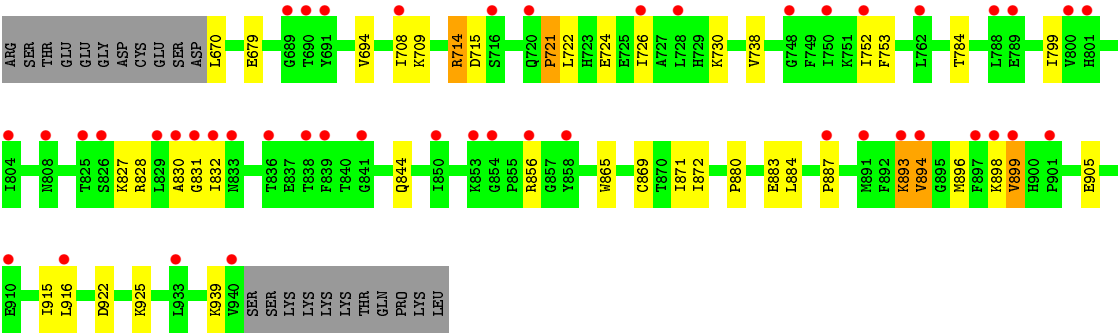 ARG SER THR GLU GLU GLY ASP CYS GLU SER ASP L670 E679 G689 T690 Y691 V694 I708 K709 R714 D715 S716 Q720 P721 L722 H723 E724 E725 I726 A727 L728 H729 K730 V738 G748 F749 I750 K751 I752 F753 L762 T784 L788 E789 I799 V800 H801
I804 N808 T825 S826 K827 R828 L829 A830 G831 I832 N833 T836 E837 T838 F839 T840 G841 Q844 I850 K853 G854 P855 R856 G857 Y858 W865 C869 T870 I871 I872 P880 E883 L884 P887 M891 F892 K893 V894 G895 M896 F897 K898 V899 H900 P901 E905
E910 I915 L916 D922 K925 L933 K939 V940 SER SER LYS LYS LYS LYS THR GLN PRO LYS LEU